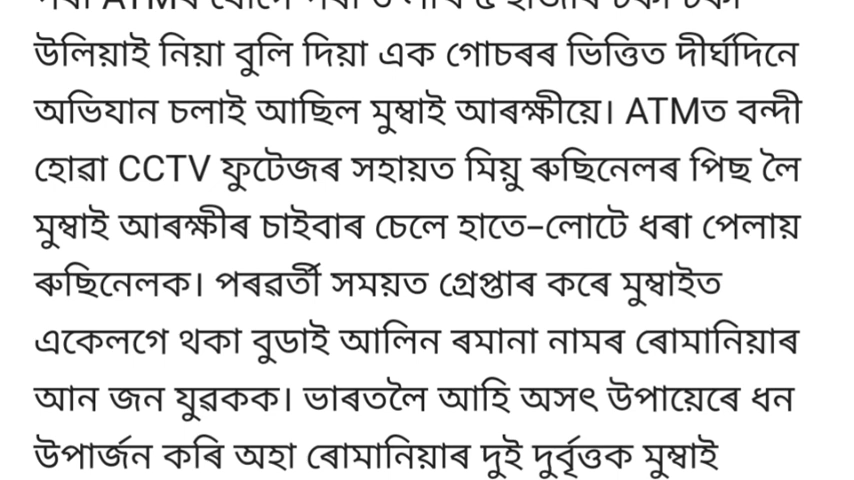 উলিয়াই নিয়া বুলি দিয়া এক গোচৰৰ ভিত্তিত দীৰ্ঘদিনে
অভিযান চলাই আছিল মুম্বাই আৰক্ষীয়ে। ATMত বন্দী
হোৱা CCTV ফুটেজৰ সহায়ত মিয়ু ৰুছিনেলৰ পিছ লৈ
মুম্বাই আৰক্ষীৰ চাইবাৰ চেলে হাতে-লোটে ধৰা পেলায়
ৰুছিনেলক। পৰৱৰ্তী সময়ত গ্ৰেপ্তাৰ কৰে মুম্বাইত
একেলগে থকা বুডাই আলিন ৰমানা নামৰ ৰোমানিয়াৰ
আন জন যুৱকক। ভাৰতলৈ আহি অসৎ উপায়েৰে ধন
উপাৰ্জন কৰি অহা ৰোমানিয়াৰ দুই দুৰ্বৃত্তক মুম্বাই